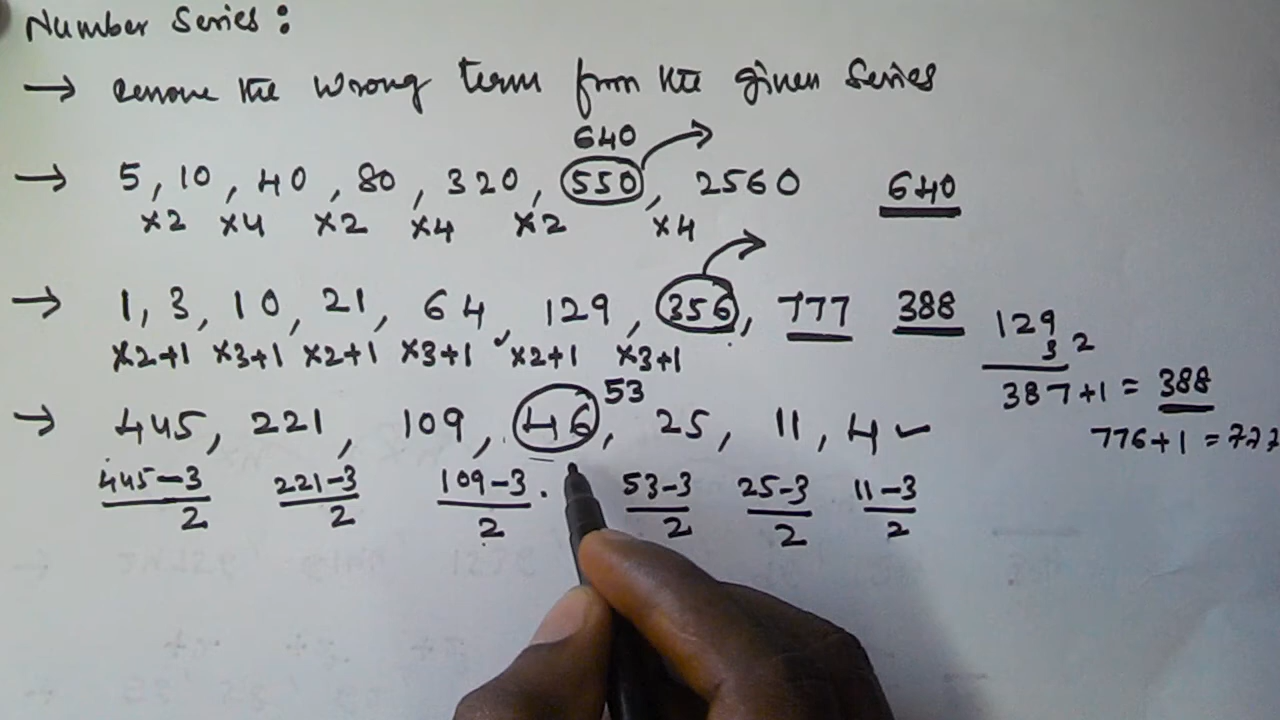 Number Series:
→ remove the wrong term from the given series
640
→ 5, 10, 40, 80, 320, 550, 2560 640
×2 ×4 ×2 ×4 ×2 ×4
→ 1, 3, 10, 21, 64, 129, 356, 777 388
×2+1 ×3+1 ×2+1 ×3+1 ×2+1 ×3+1
129
3 2
387+1 = 388
776+1 = 777
53
→ 445, 221, 109, 46, 25, 11, 4 ✓
445-3 221-3 109-3 53-3 25-3 11-3
2 2 2 2 2 2